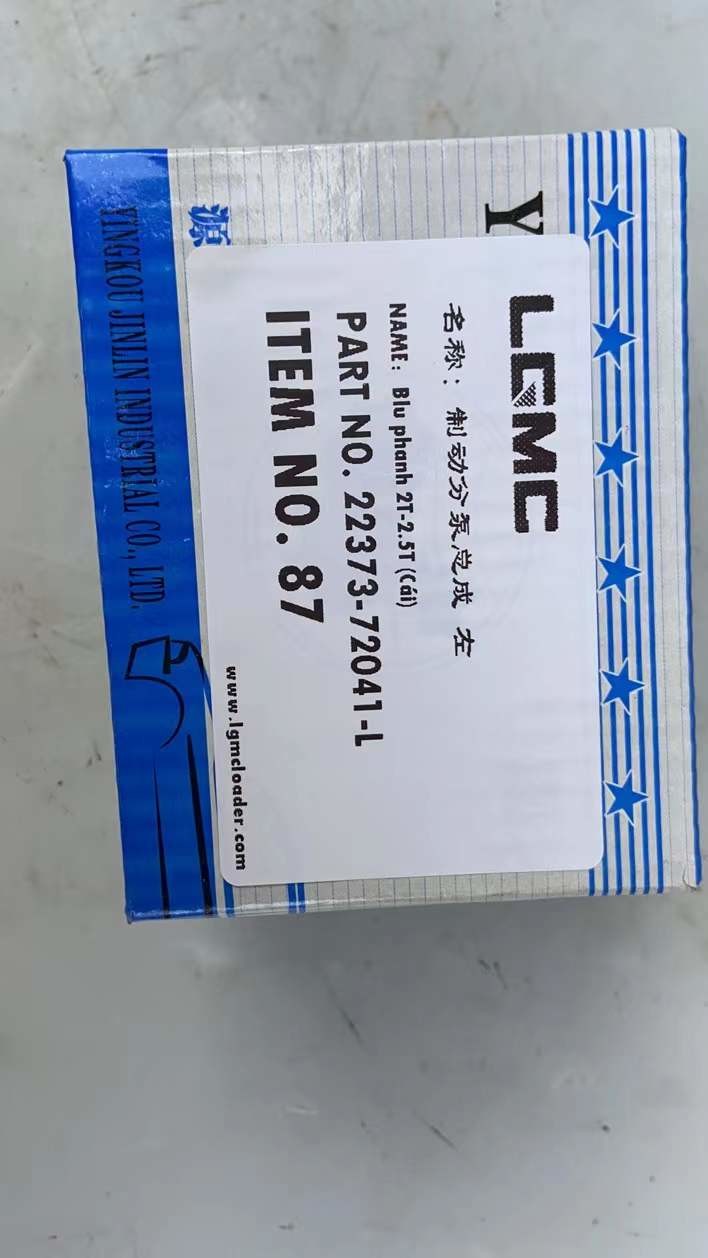 Y
源
LGMC
名称：制动分泵总成 左
NAME: Blu phanh 2T-2.5T (Cái)
PART NO. 22373-72041-L
ITEM NO. 87
www.lgmcloader.com
YINGKOU JINLIN INDUSTRIAL CO., LTD.